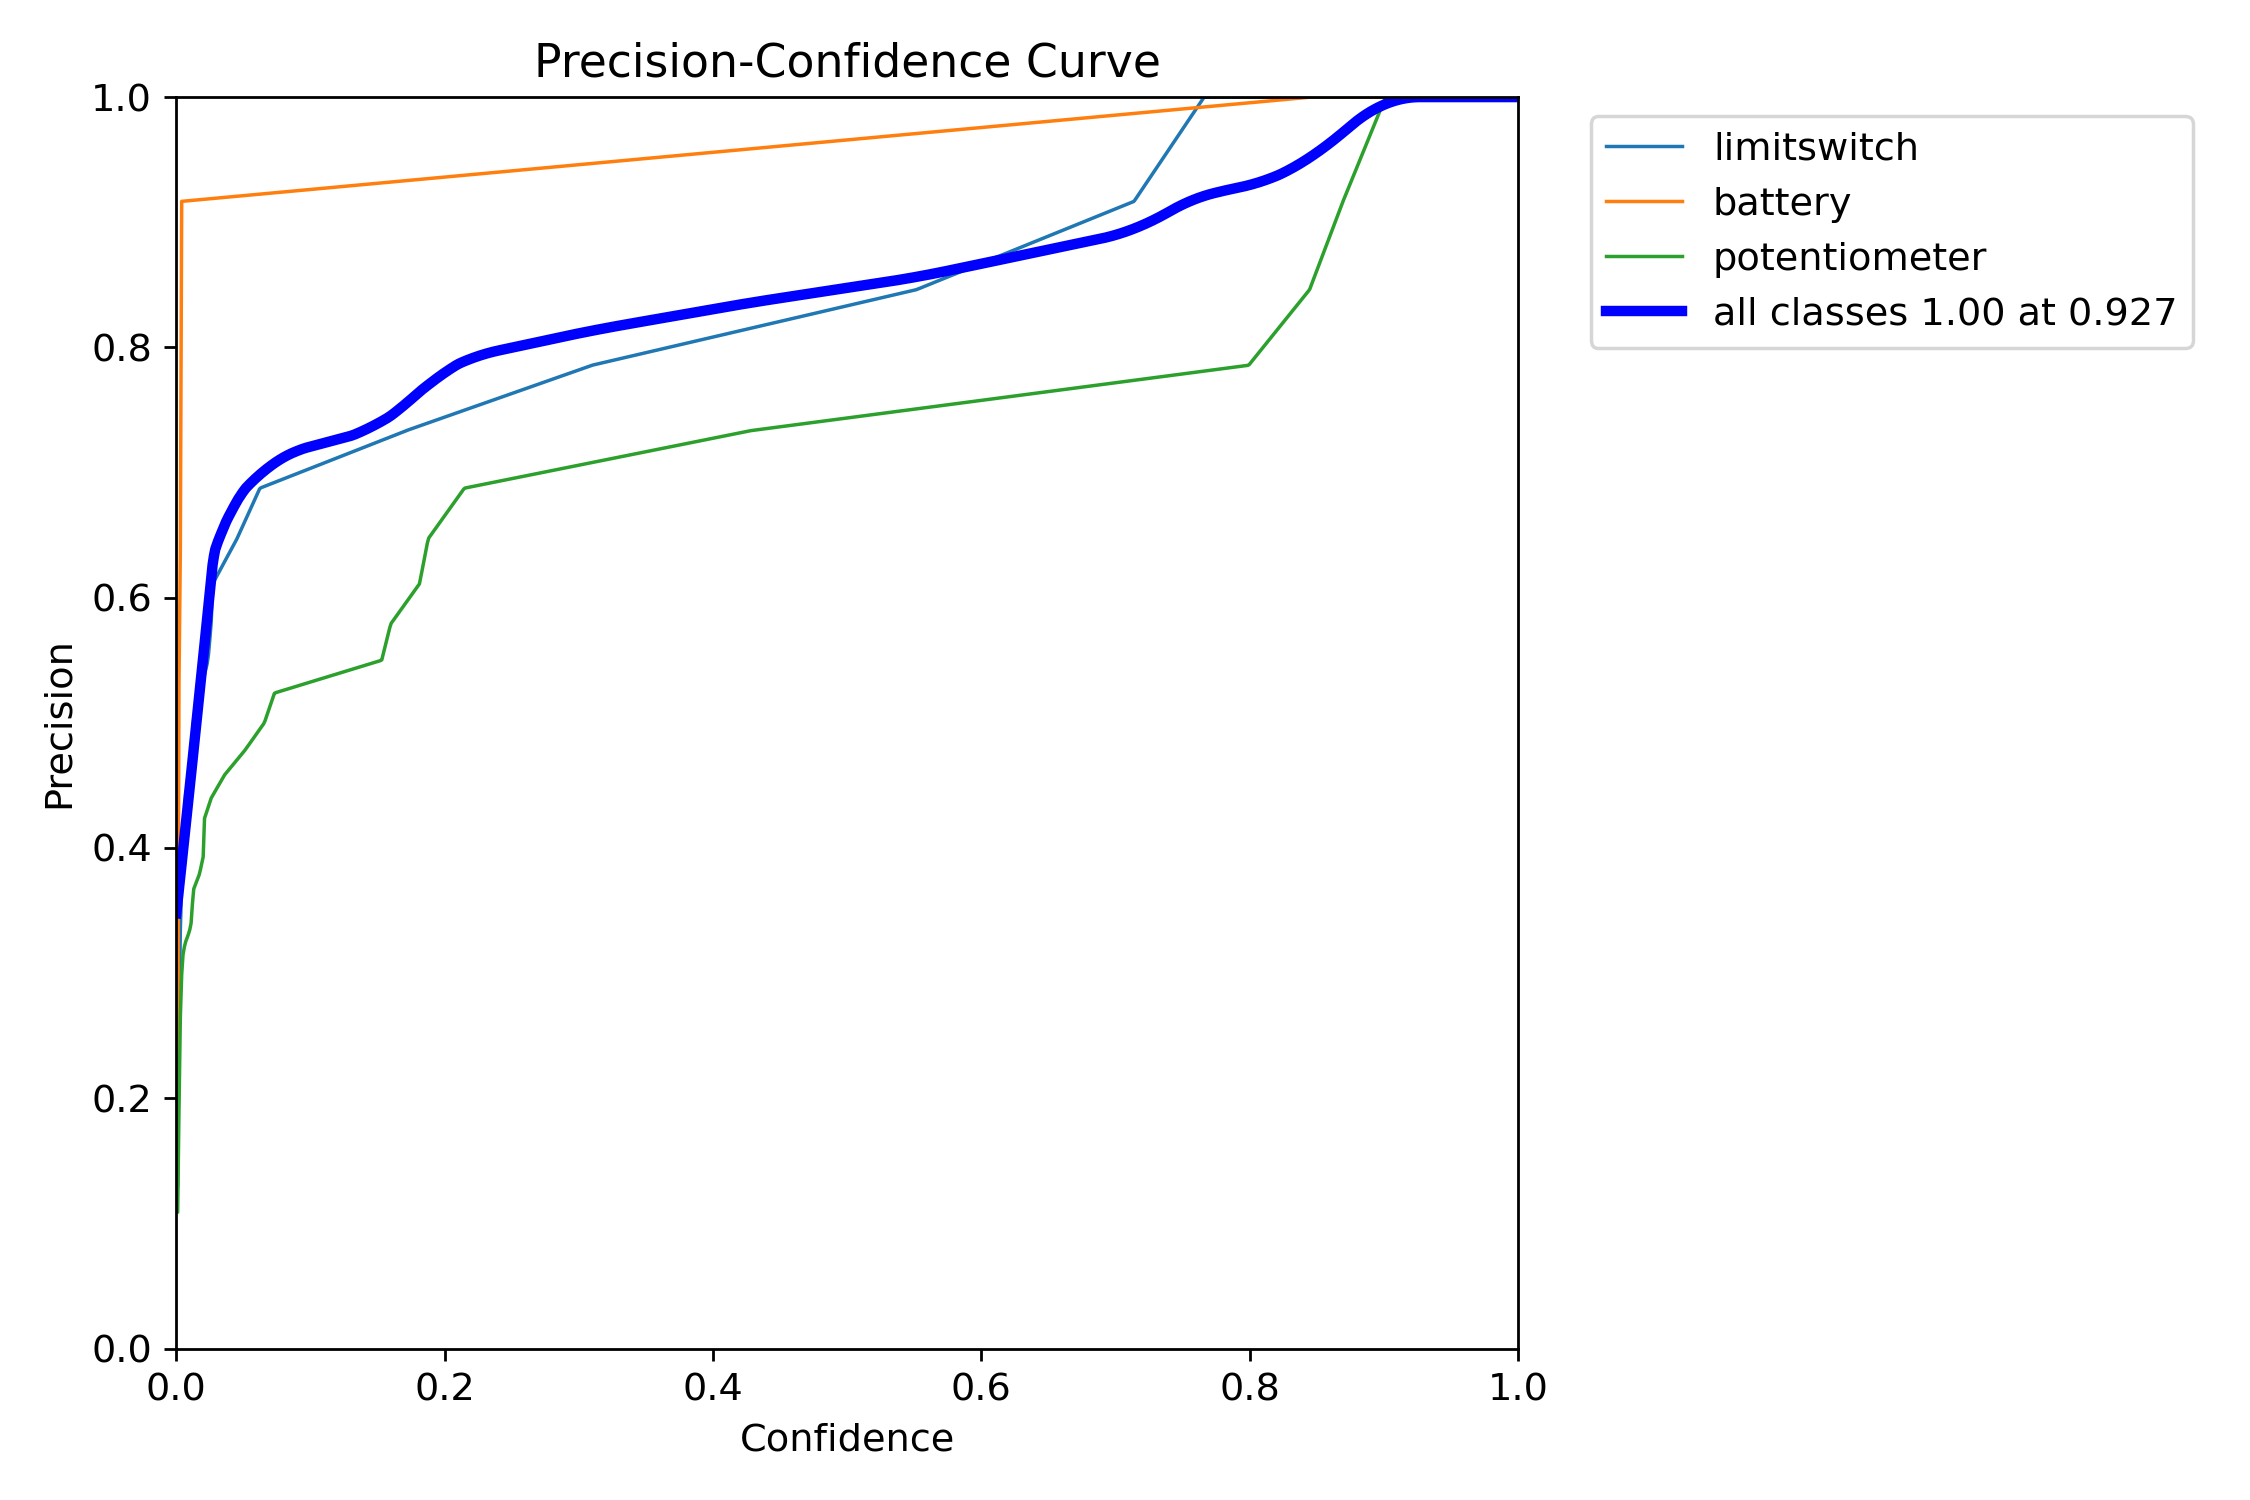 Precision-Confidence Curve
1.0
0.8
0.6
0.4
0.2
0.0
Precision
0.0 0.2 0.4 0.6 0.8 1.0
Confidence
limitswitch
battery
potentiometer
all classes 1.00 at 0.927